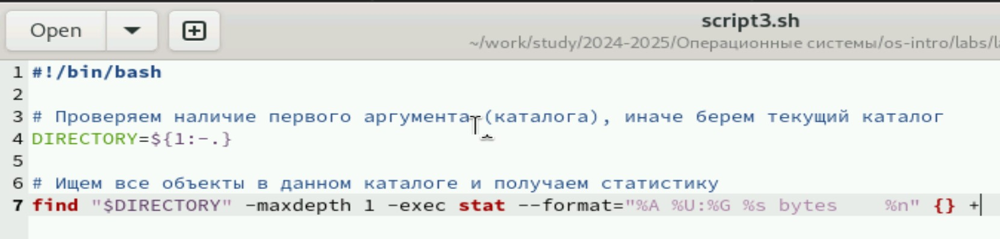 Open
script3.sh
~/work/study/2024-2025/Операционные системы/os-intro/labs/
1 #!/bin/bash
2
3 # Проверяем наличие первого аргумента (каталога), иначе берем текущий каталог
4 DIRECTORY=${1:-.}
5
6 # Ищем все объекты в данном каталоге и получаем статистику
7 find "$DIRECTORY" -maxdepth 1 -exec stat --format="%A %U:%G %s bytes    %n" {} +